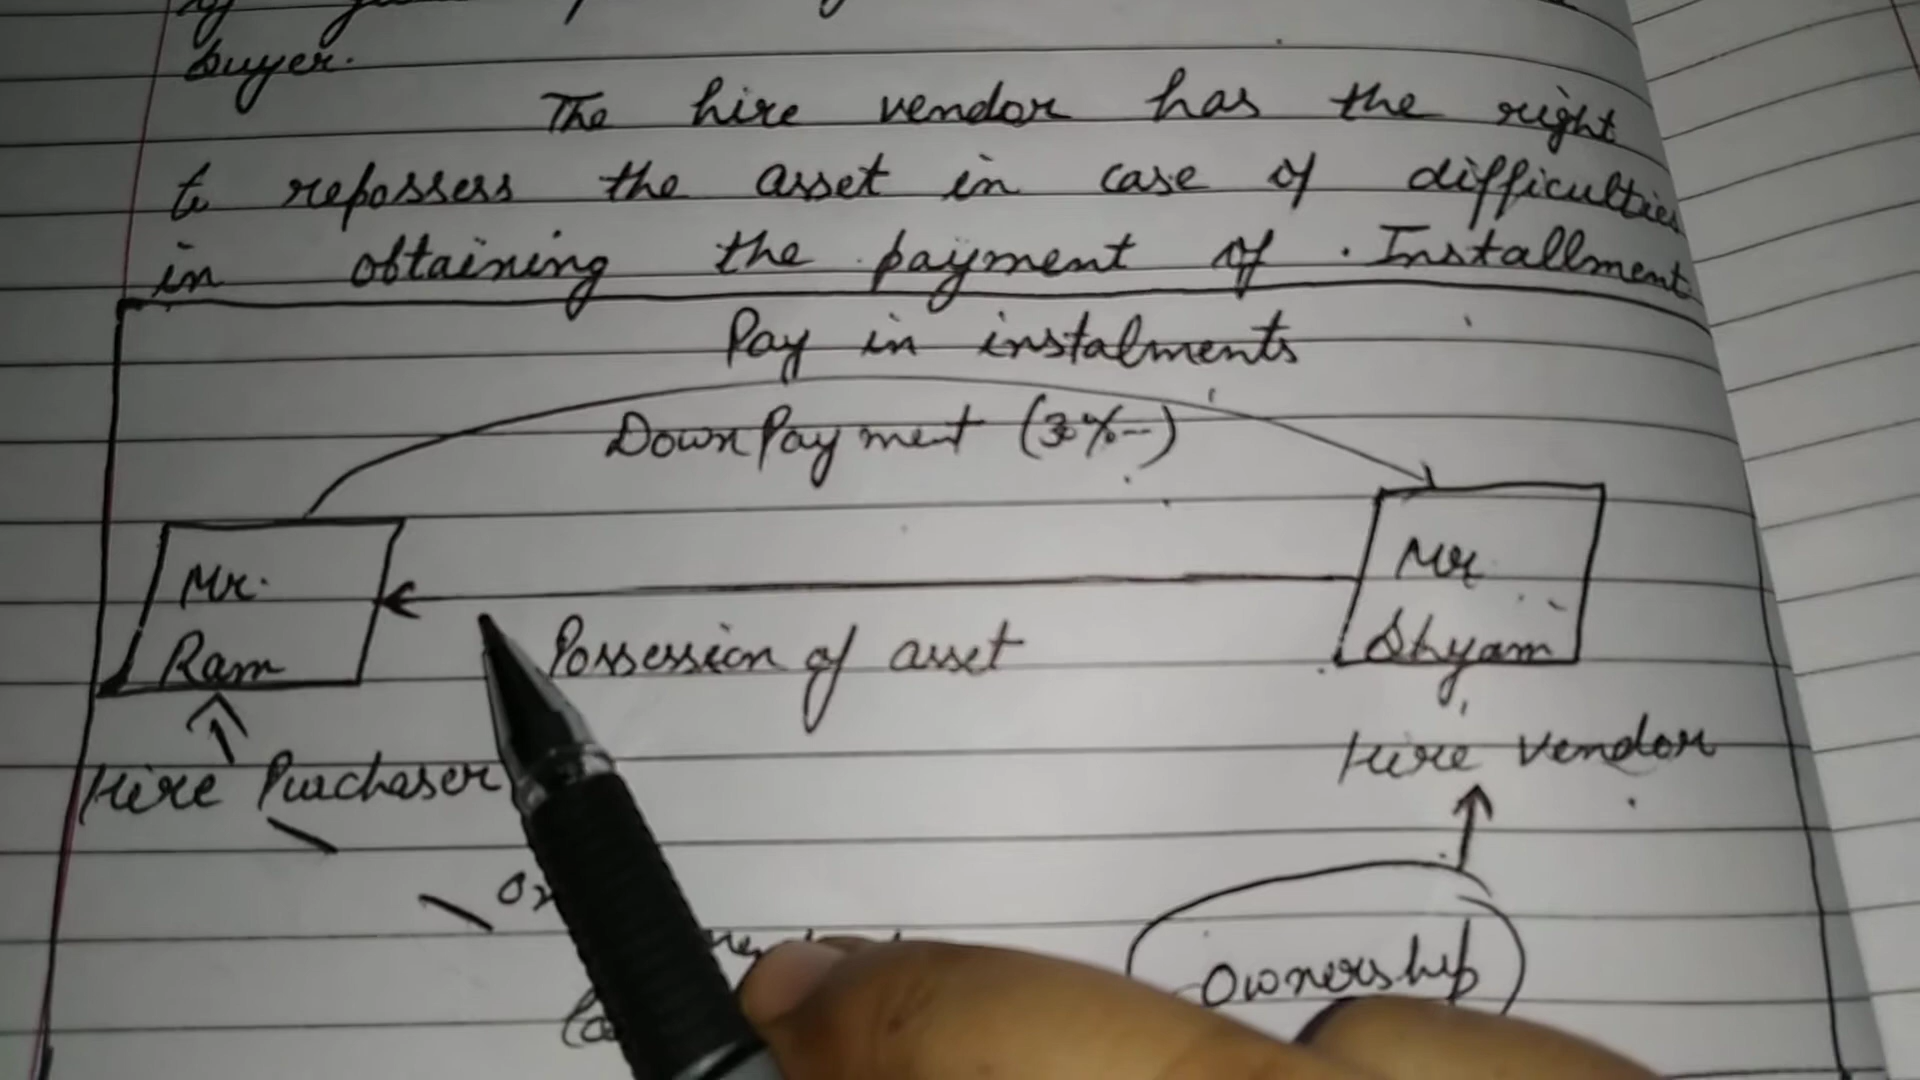 buyer.
The hire vendor has the right
to repossess the asset in case of difficulties
in obtaining the payment of Installment
Pay in instalments
Down Payment (30%--)
Mr.
Ram
Mr
Shyam
Possession of asset
Hire Purchaser
Hire vendor
Ownership